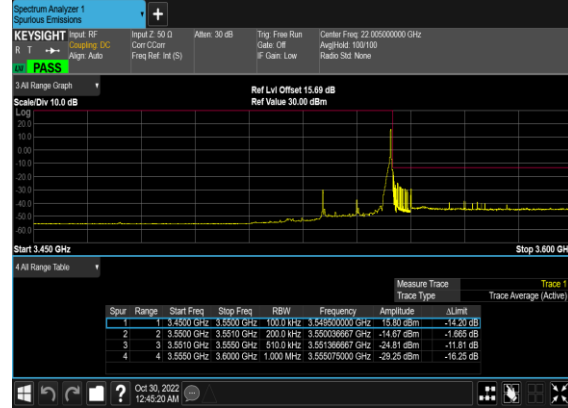 Spectrum Analyzer 1
Spurious Emissions
+
KEYSIGHT Input: RF Input Z: 50 Ω Atten: 30 dB Trig: Free Run Center Freq: 22.005000000 GHz
R T Coupling: DC Corr CCorr Gate: Off Avg|Hold: 100/100
Align: Auto Freq Ref: Int (S) IF Gain: Low Radio Std: None
PASS
3 All Range Graph
Ref Lvl Offset 15.69 dB
Scale/Div 10.0 dB Ref Value 30.00 dBm
Log
20.0
10.0
0.00
-10.0
-20.0
-30.0
-40.0
-50.0
-60.0
Start 3.450 GHz Stop 3.600 GH
4 All Range Table
Measure Trace Trace 1
Trace Type Trace Average (Active)
Spur Range Start Freq Stop Freq RBW Frequency Amplitude ΔLimit
1 1 3.4500 GHz 3.5500 GHz 100.0 kHz 3.549500000 GHz 15.80 dBm -14.20 dB
2 2 3.5500 GHz 3.5510 GHz 200.0 kHz 3.550036667 GHz -14.67 dBm -1.665 dB
3 3 3.5510 GHz 3.5550 GHz 510.0 kHz 3.551366667 GHz -24.81 dBm -11.81 dB
4 4 3.5550 GHz 3.6000 GHz 1.000 MHz 3.555075000 GHz -29.25 dBm -16.25 dB
?
Oct 30, 2022
12:45:20 AM